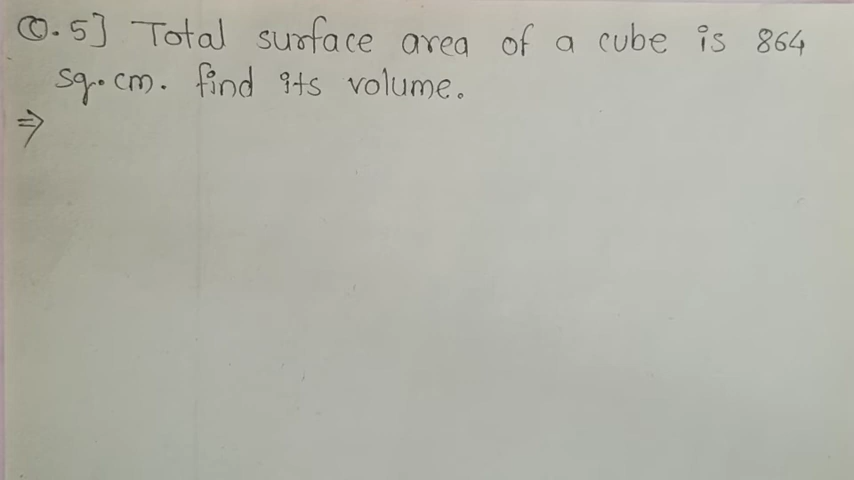 Q.5] Total surface area of a cube is 864
sq.cm. find its volume.
⇒